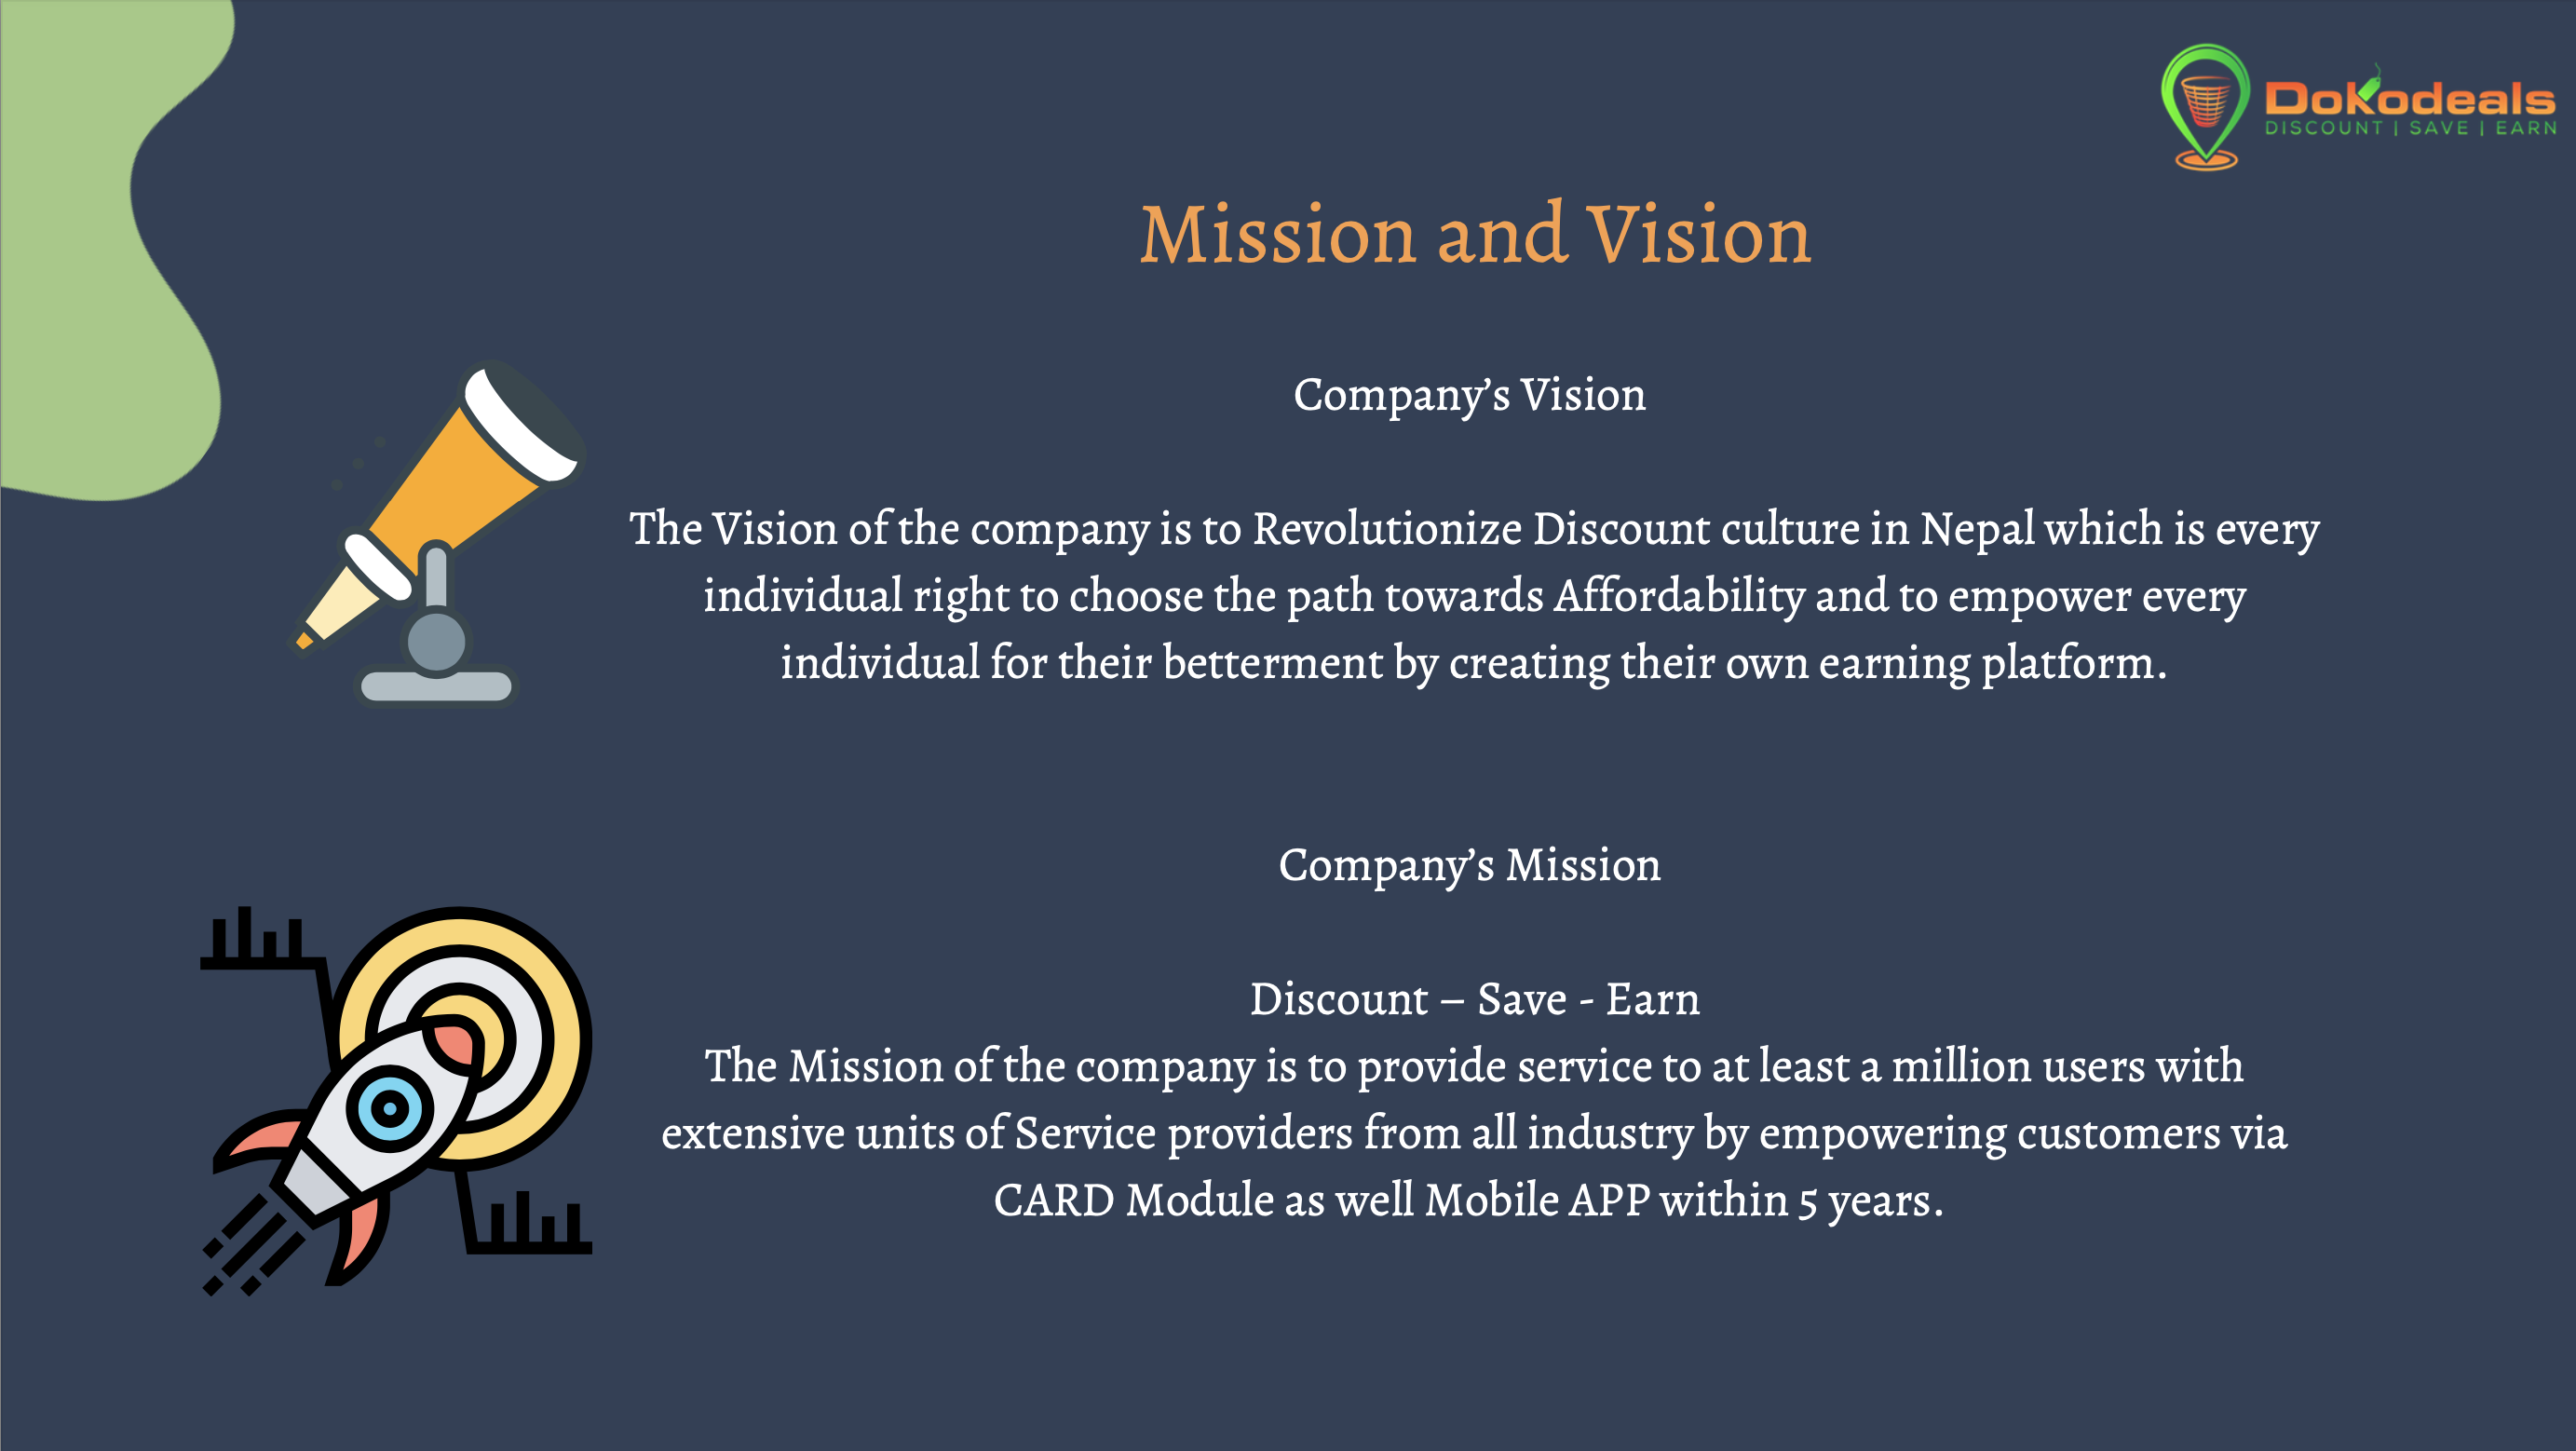 Dokodeals
DISCOUNT | SAVE | EARN
Mission and Vision
Company’s Vision
The Vision of the company is to Revolutionize Discount culture in Nepal which is every
individual right to choose the path towards Affordability and to empower every
individual for their betterment by creating their own earning platform.
Company’s Mission
Discount – Save - Earn
The Mission of the company is to provide service to at least a million users with
extensive units of Service providers from all industry by empowering customers via
CARD Module as well Mobile APP within 5 years.